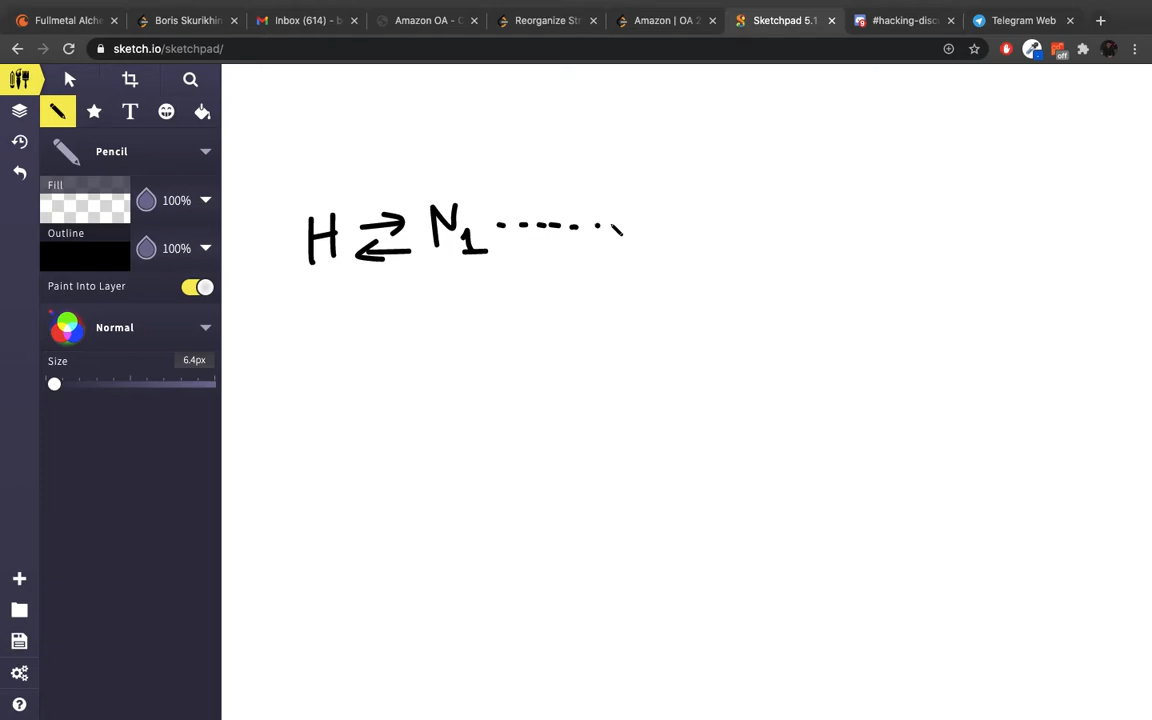 Fullmetal Alche
Boris Skurikhin
Inbox (614) - b
Amazon OA - C
Reorganize Str
Amazon | OA 2
Sketchpad 5.1
#hacking-disc
Telegram Web
sketch.io/sketchpad/
off
T
Pencil
Fill
100%
Outline
100%
Paint Into Layer
Normal
Size
6.4px
H ⇄ N1 ........